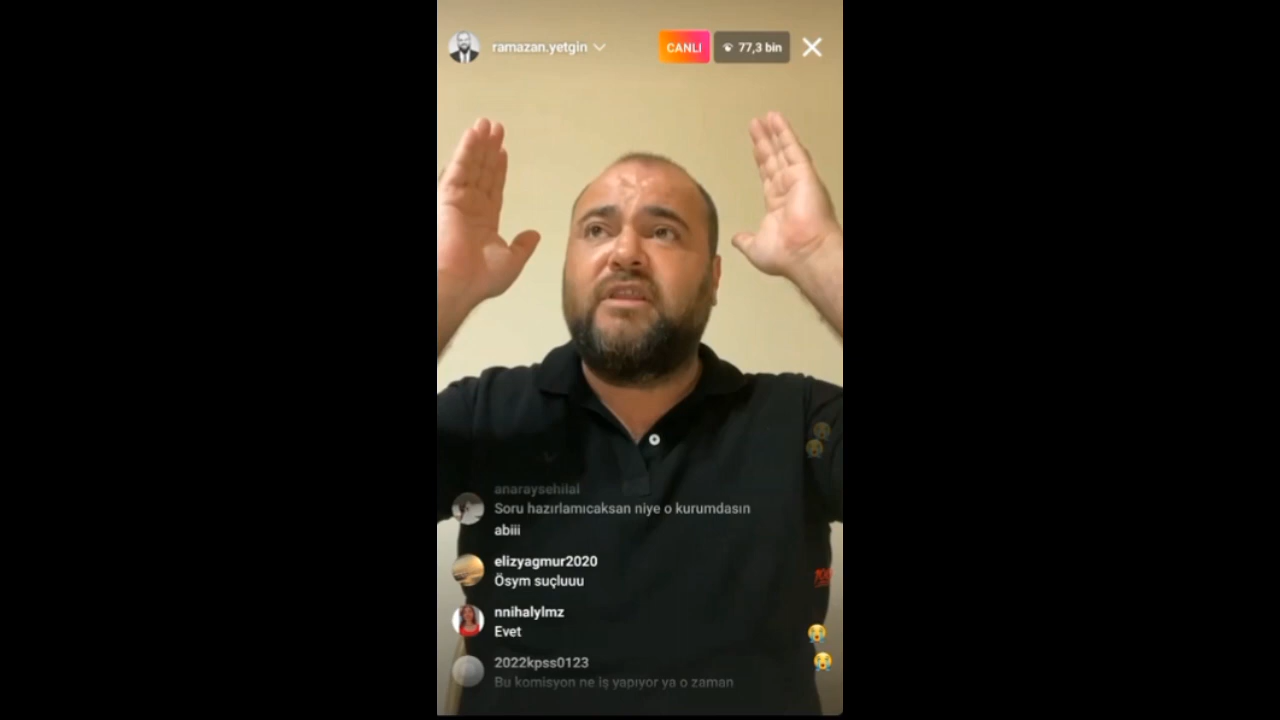 ramazan.yetgin
CANLI
77,3 bin
anaraysehilal
Soru hazırlamıcaksan niye o kurumdasın
abiii
elizyagmur2020
Ösym suçluuu
nnihalylmz
Evet
2022kpss0123
Bu komisyon ne iş yapıyor ya o zaman